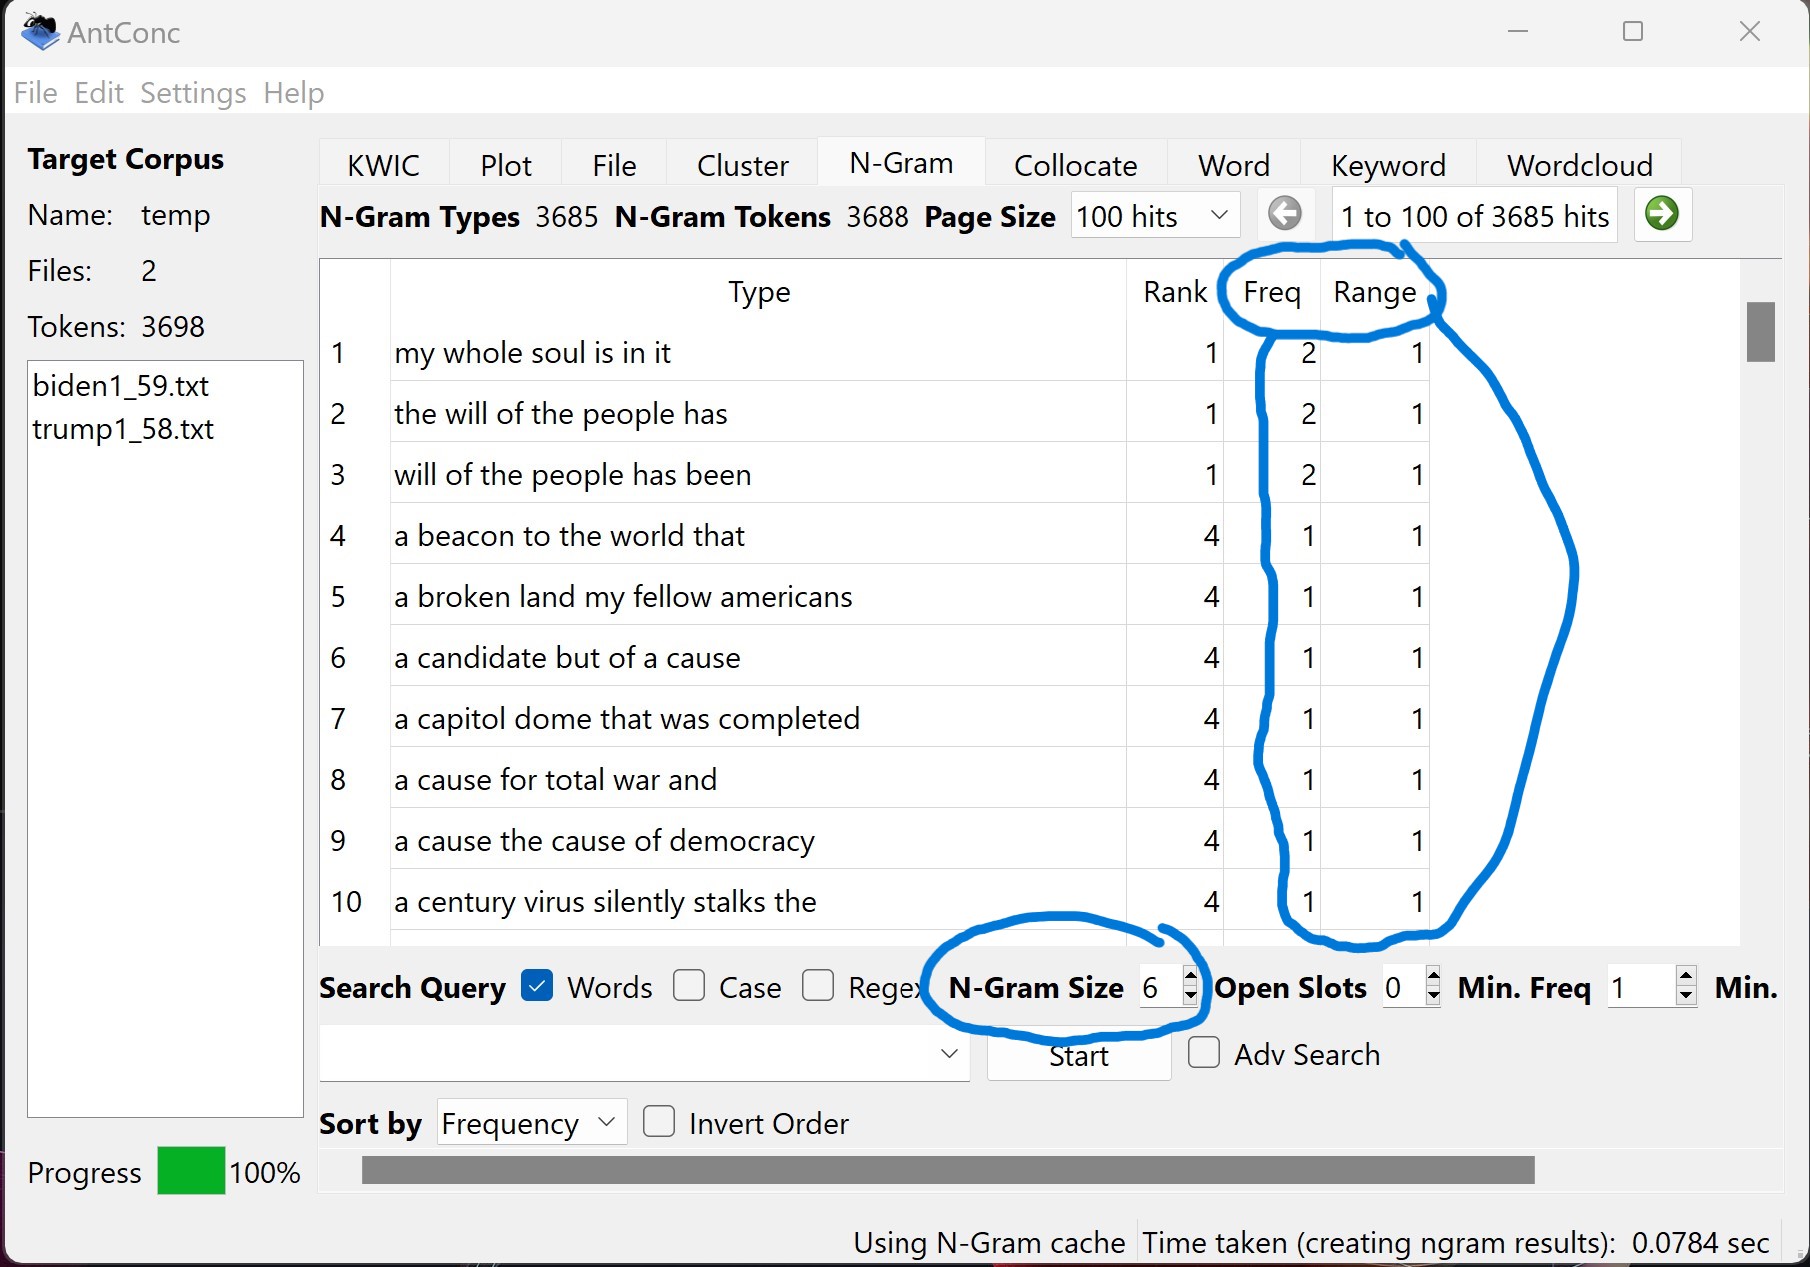 AntConc
File Edit Settings Help
Target Corpus
Name: temp
Files: 2
Tokens: 3698
biden1_59.txt
trump1_58.txt
Progress 100%
KWIC Plot File Cluster N-Gram Collocate Word Keyword Wordcloud
N-Gram Types 3685 N-Gram Tokens 3688 Page Size 100 hits 1 to 100 of 3685 hits
Type Rank Freq Range
1 my whole soul is in it 1 2 1
2 the will of the people has 1 2 1
3 will of the people has been 1 2 1
4 a beacon to the world that 4 1 1
5 a broken land my fellow americans 4 1 1
6 a candidate but of a cause 4 1 1
7 a capitol dome that was completed 4 1 1
8 a cause for total war and 4 1 1
9 a cause the cause of democracy 4 1 1
10 a century virus silently stalks the 4 1 1
Search Query Words Case Regex N-Gram Size 6 Open Slots 0 Min. Freq 1 Min.
Start Adv Search
Sort by Frequency Invert Order
Using N-Gram cache Time taken (creating ngram results): 0.0784 sec